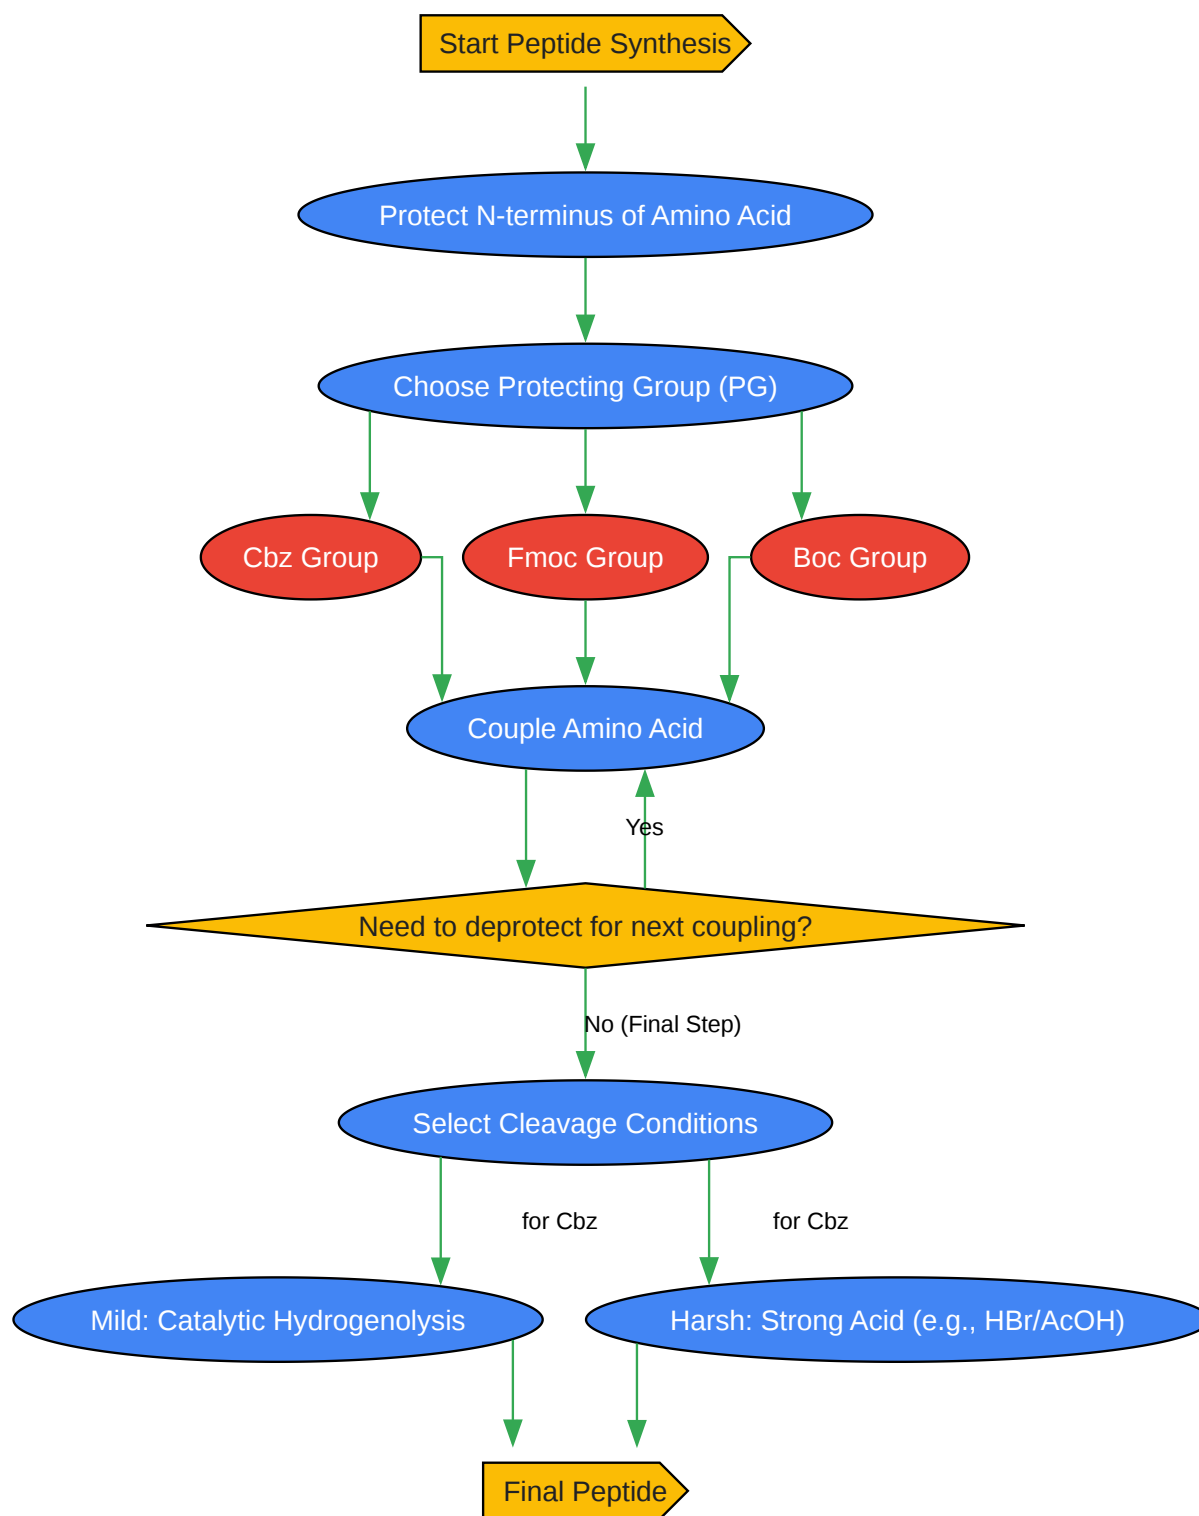 Start Peptide Synthesis
Protect N-terminus of Amino Acid
Choose Protecting Group (PG)
Cbz Group
Fmoc Group
Boc Group
Couple Amino Acid
Yes
Need to deprotect for next coupling?
No (Final Step)
Select Cleavage Conditions
for Cbz
for Cbz
Mild: Catalytic Hydrogenolysis
Harsh: Strong Acid (e.g., HBr/AcOH)
Final Peptide